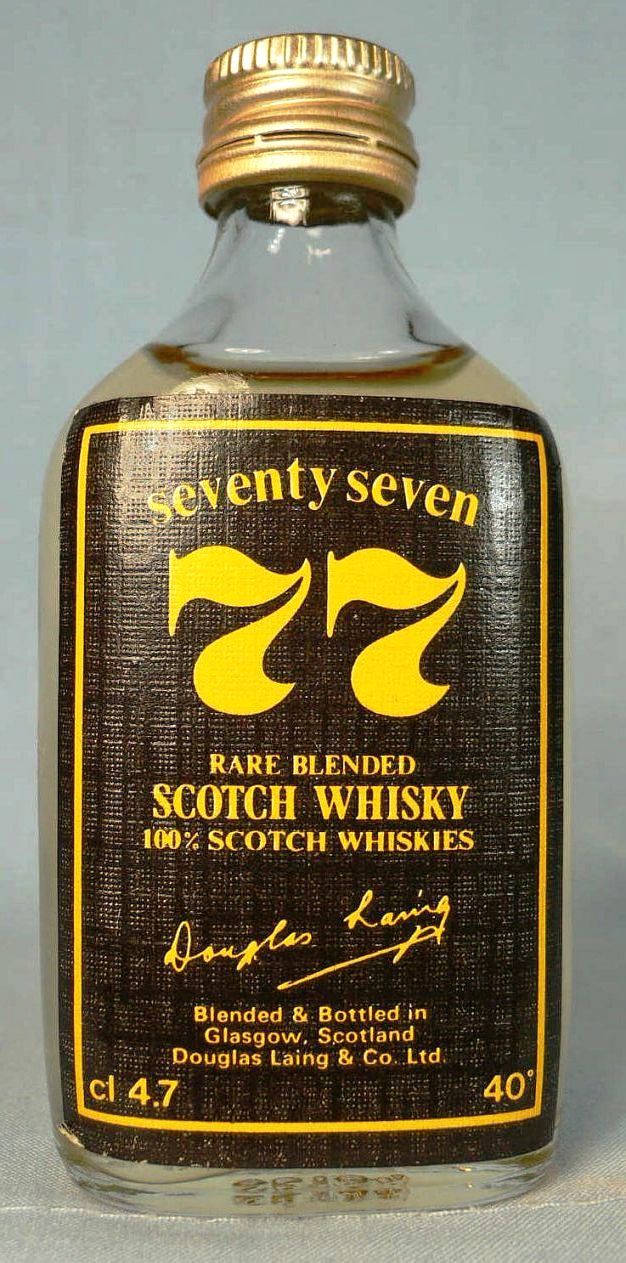 seventy seven
77
RARE BLENDED
SCOTCH WHISKY
100% SCOTCH WHISKIES
Douglas Laing
Blended & Bottled in
Glasgow, Scotland
Douglas Laing & Co. Ltd.
cl 4.7 40°